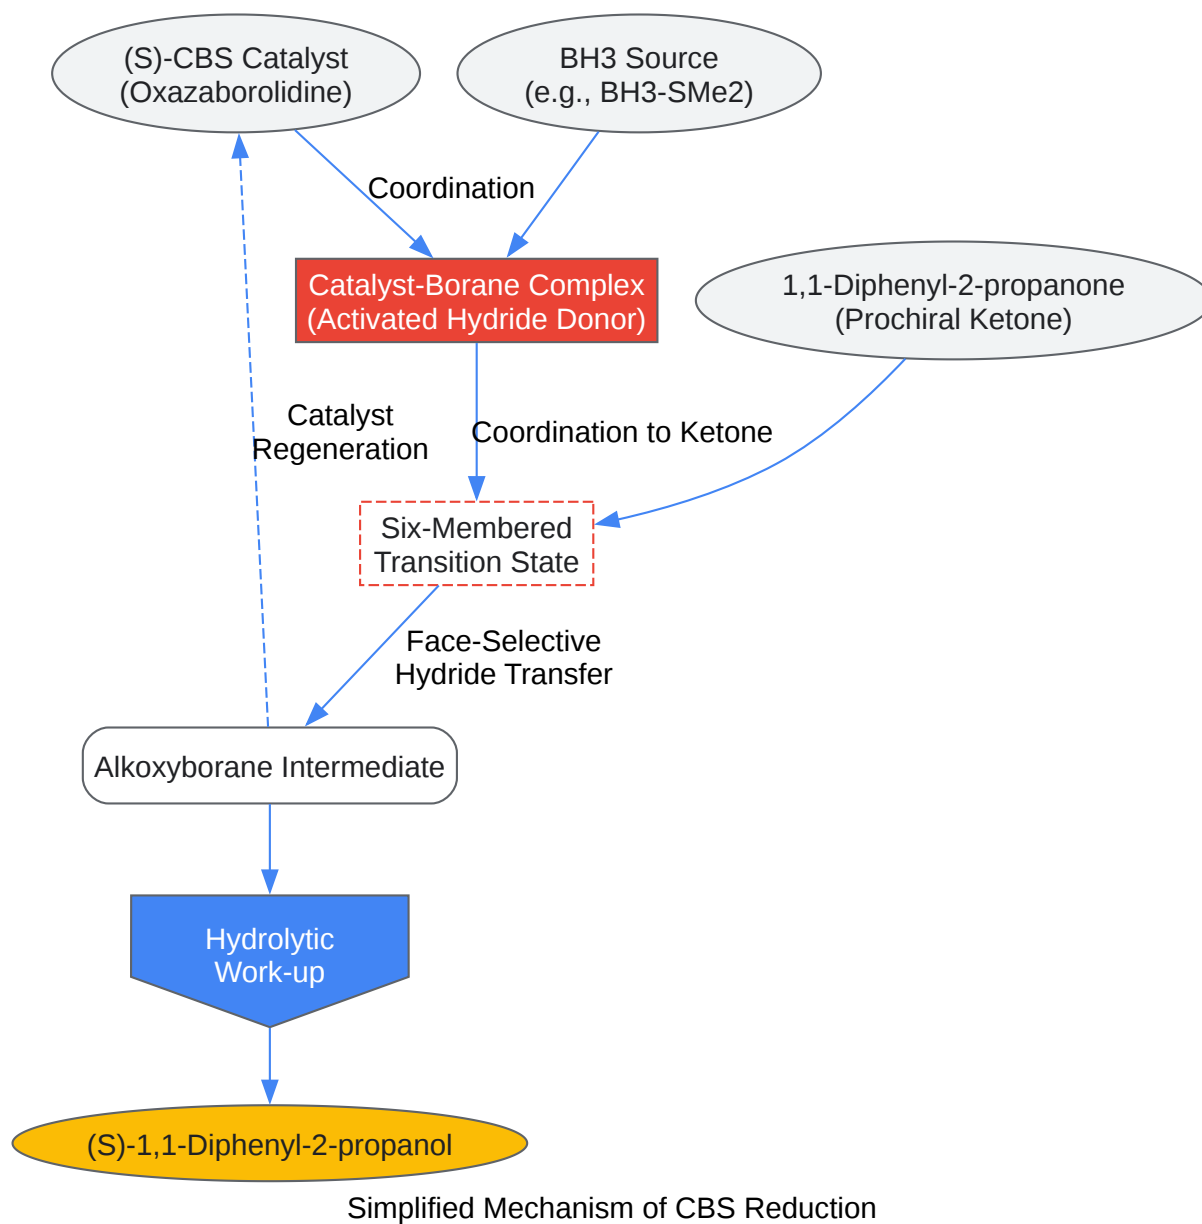 (S)-CBS Catalyst
(Oxazaborolidine)
BH3 Source
(e.g., BH3-SMe2)
Coordination
Catalyst-Borane Complex
(Activated Hydride Donor)
1,1-Diphenyl-2-propanone
(Prochiral Ketone)
Catalyst
Regeneration
Coordination to Ketone
Six-Membered
Transition State
Face-Selective
Hydride Transfer
Alkoxyborane Intermediate
Hydrolytic
Work-up
(S)-1,1-Diphenyl-2-propanol
Simplified Mechanism of CBS Reduction